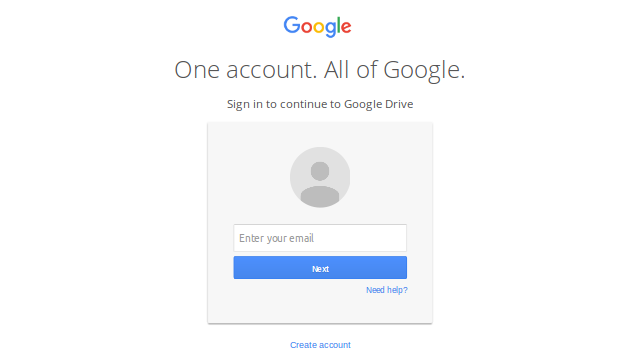 Google
One account. All of Google.
Sign in to continue to Google Drive
Enter your email
Next
Need help?
Create account